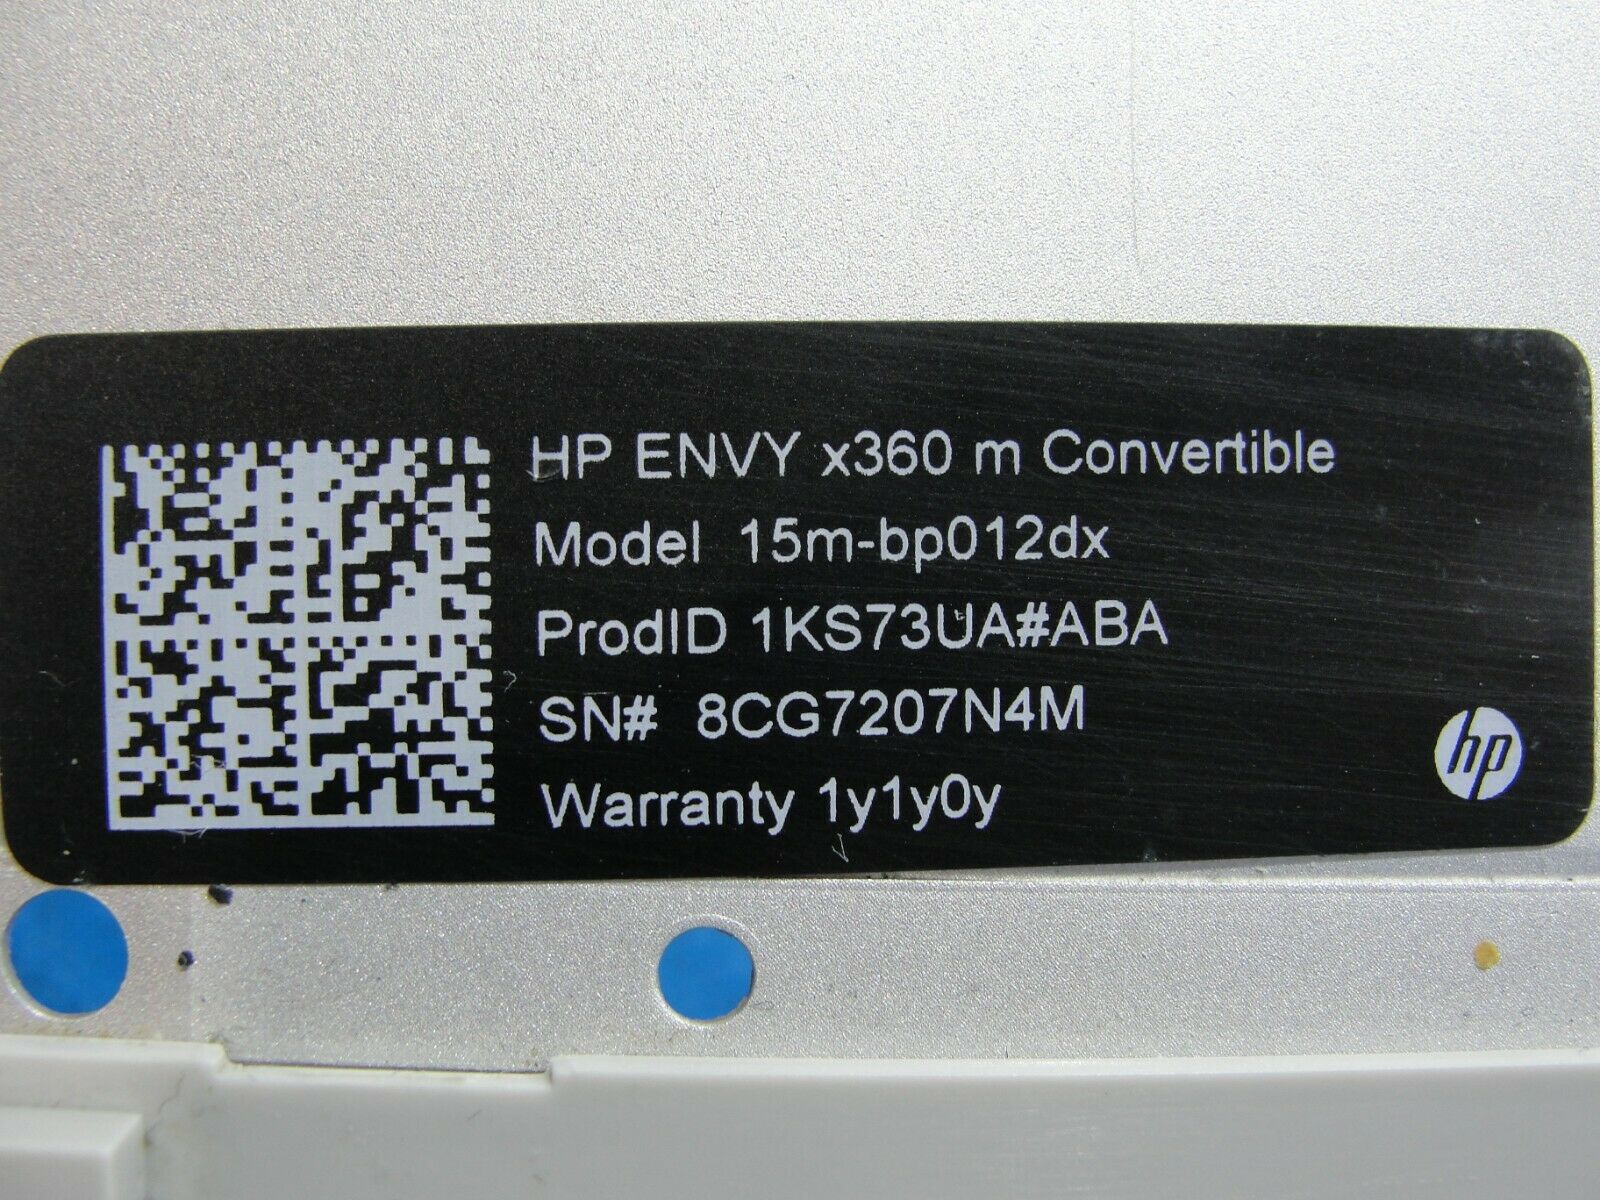 HP ENVY x360 m Convertible
Model 15m-bp012dx
ProdID 1KS73UA#ABA
SN# 8CG7207N4M
Warranty 1y1y0y
hp